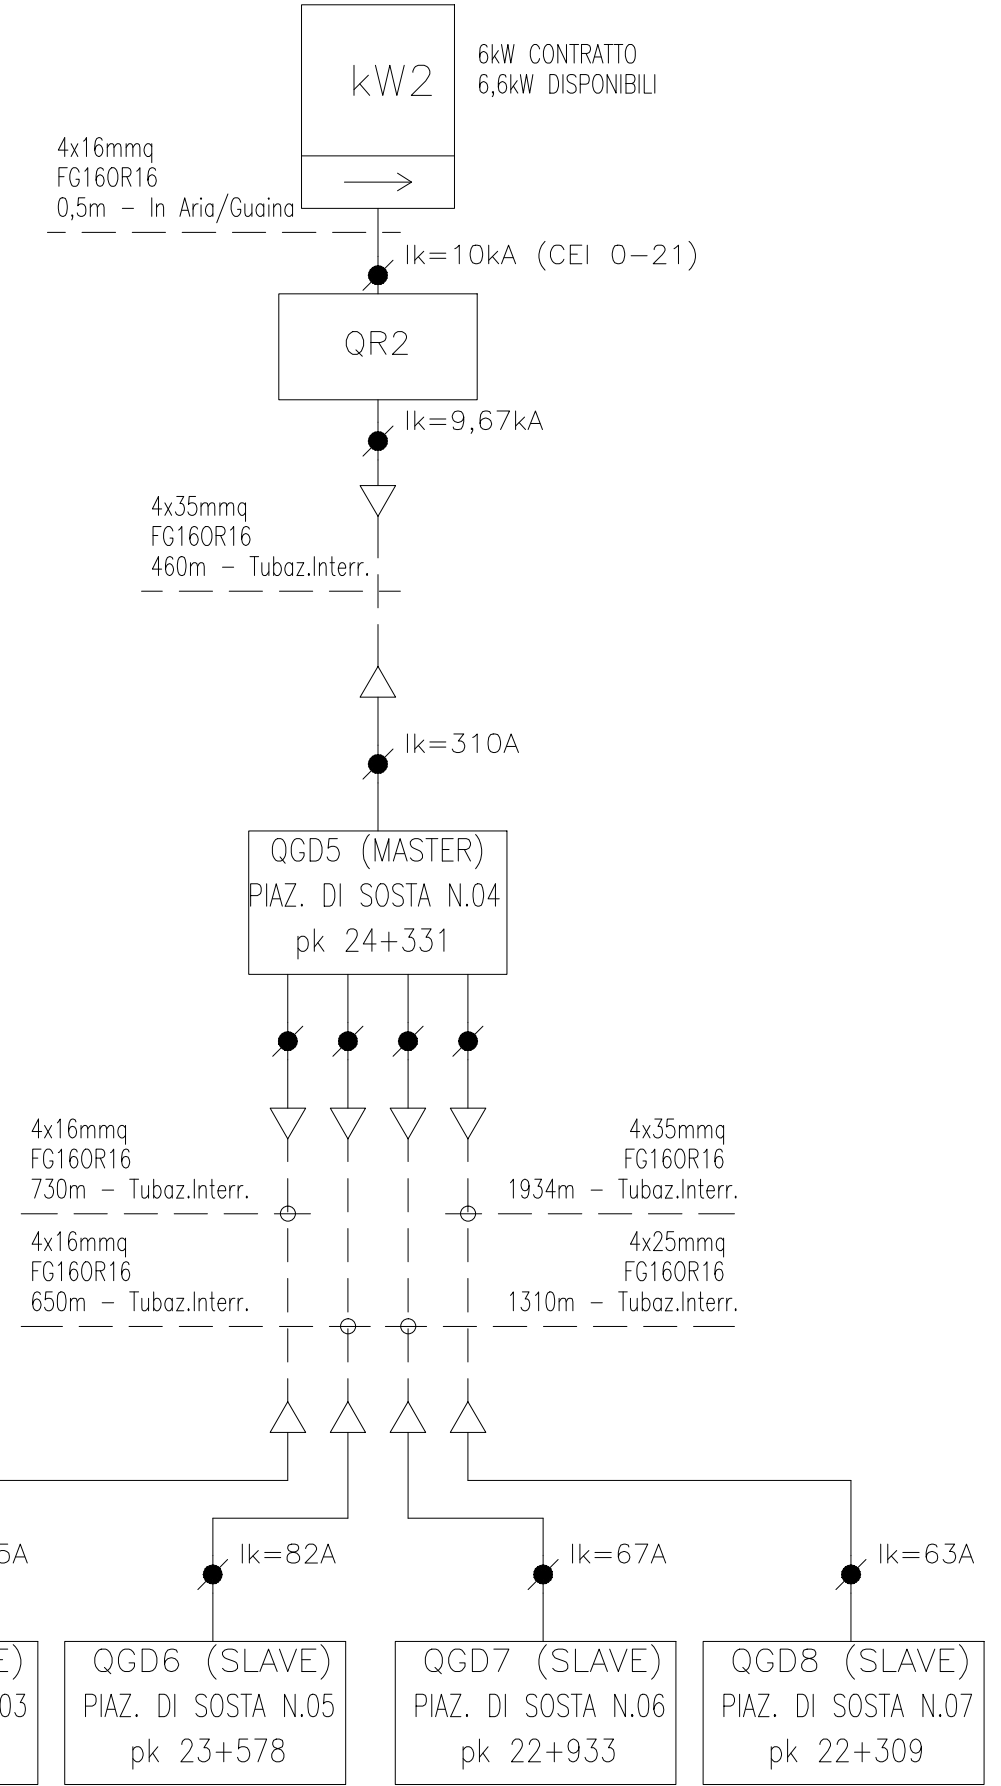 kW2
6kW CONTRATTO
6,6kW DISPONIBILI
4x16mmq
FG16OR16
0,5m - In Aria/Guaina
Ik=10kA (CEI 0-21)
QR2
Ik=9,67kA
4x35mmq
FG16OR16
460m - Tubaz.Interr.
Ik=310A
QGD5 (MASTER)
PIAZ. DI SOSTA N.04
pk 24+331
4x16mmq
FG16OR16
730m - Tubaz.Interr.
4x35mmq
FG16OR16
1934m - Tubaz.Interr.
4x16mmq
FG16OR16
650m - Tubaz.Interr.
4x25mmq
FG16OR16
1310m - Tubaz.Interr.
5A
Ik=82A
Ik=67A
Ik=63A
E)
03
QGD6 (SLAVE)
PIAZ. DI SOSTA N.05
pk 23+578
QGD7 (SLAVE)
PIAZ. DI SOSTA N.06
pk 22+933
QGD8 (SLAVE)
PIAZ. DI SOSTA N.07
pk 22+309